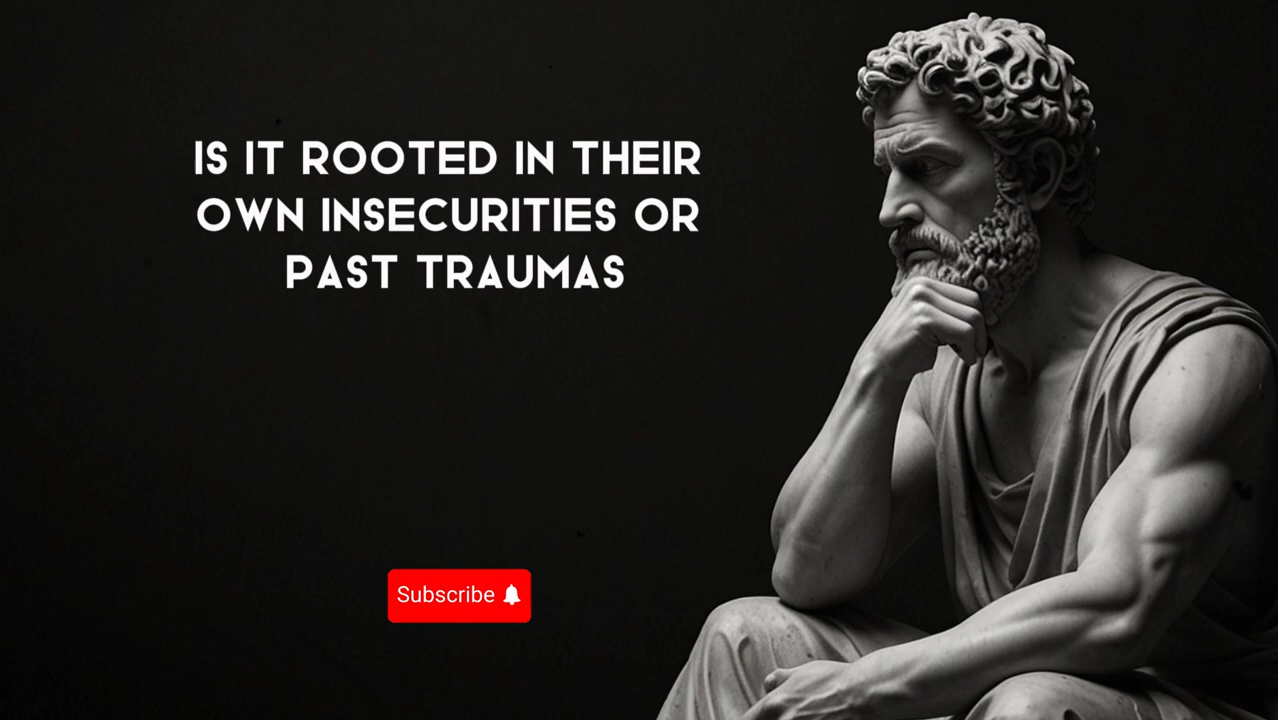 IS IT ROOTED IN THEIR
OWN INSECURITIES OR
PAST TRAUMAS
Subscribe